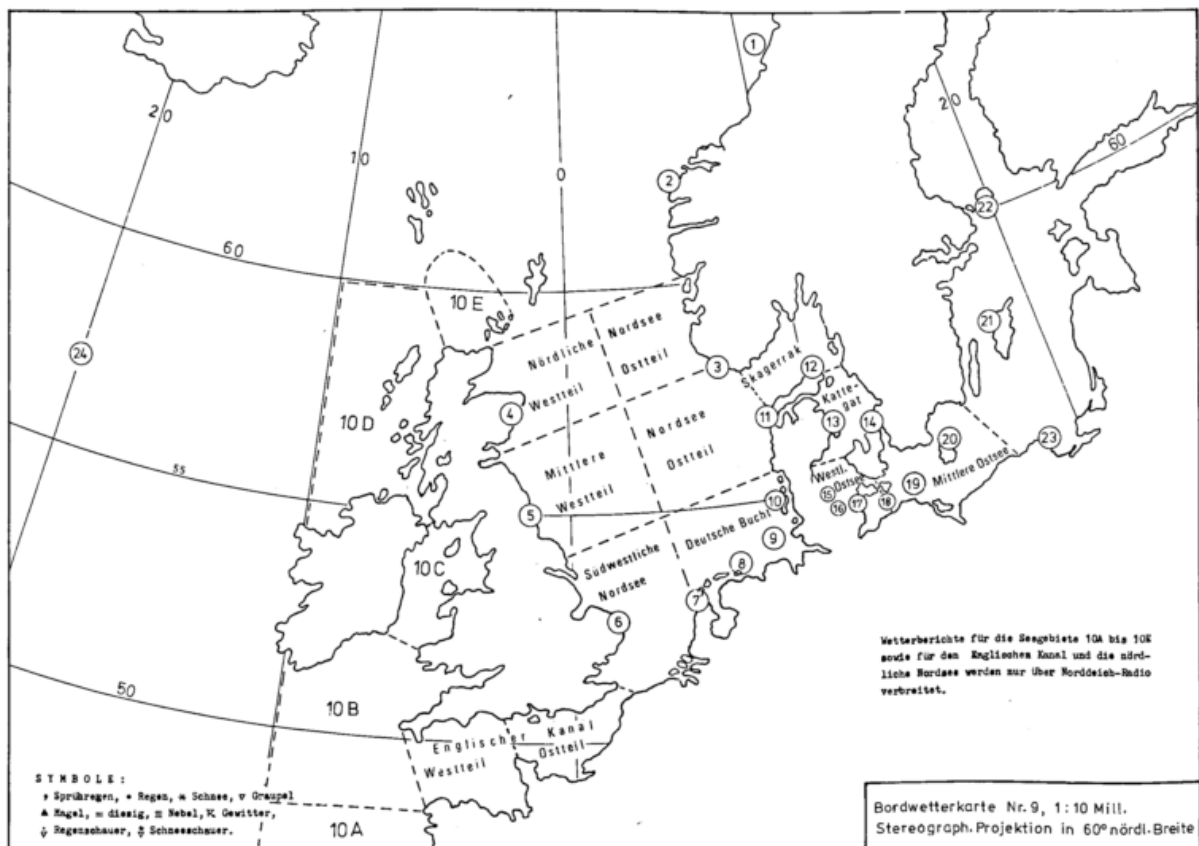 1
20
10
0
20
60
2
22
60
10 E
21
24
Nördliche
Nordsee
Westteil
Ostteil
3
Skagerrak
12
4
10 D
11
Katte-
gat
13
14
20
23
Mittlere
Nordsee
Westteil
Ostteil
Westl.
Ostsee
15
16
17
18
19
Mittlere Ostsee
55
5
10
Deutsche Bucht
9
8
Südwestliche
Nordsee
10 C
7
6
Wetterberichte für die Seegebiete 10A bis 10E
sowie für den Englischen Kanal und die nörd-
liche Nordsee werden nur über Norddeich-Radio
verbreitet.
50
10 B
Englischer Kanal
Westteil
Ostteil
10 A
SYMBOLE:
Sprühregen, • Regen, * Schnee, ▿ Graupel
▲ Hagel, = diesig, ≡ Nebel, Gewitter,
Regenschauer, Schneeschauer.
Bordwetterkarte Nr. 9, 1:10 Mill.
Stereograph. Projektion in 60° nördl. Breite